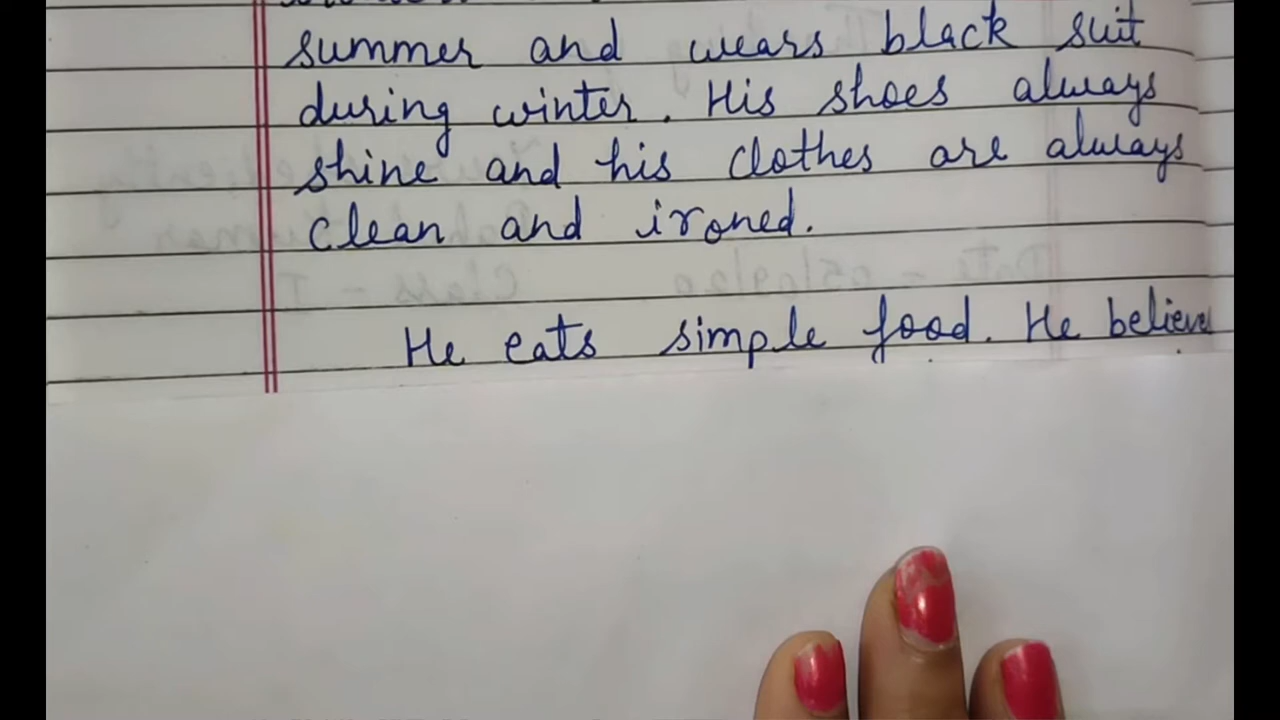 summer and wears black suit
during winter. His shoes always
shine and his clothes are always
clean and ironed.
He eats simple food. He believes